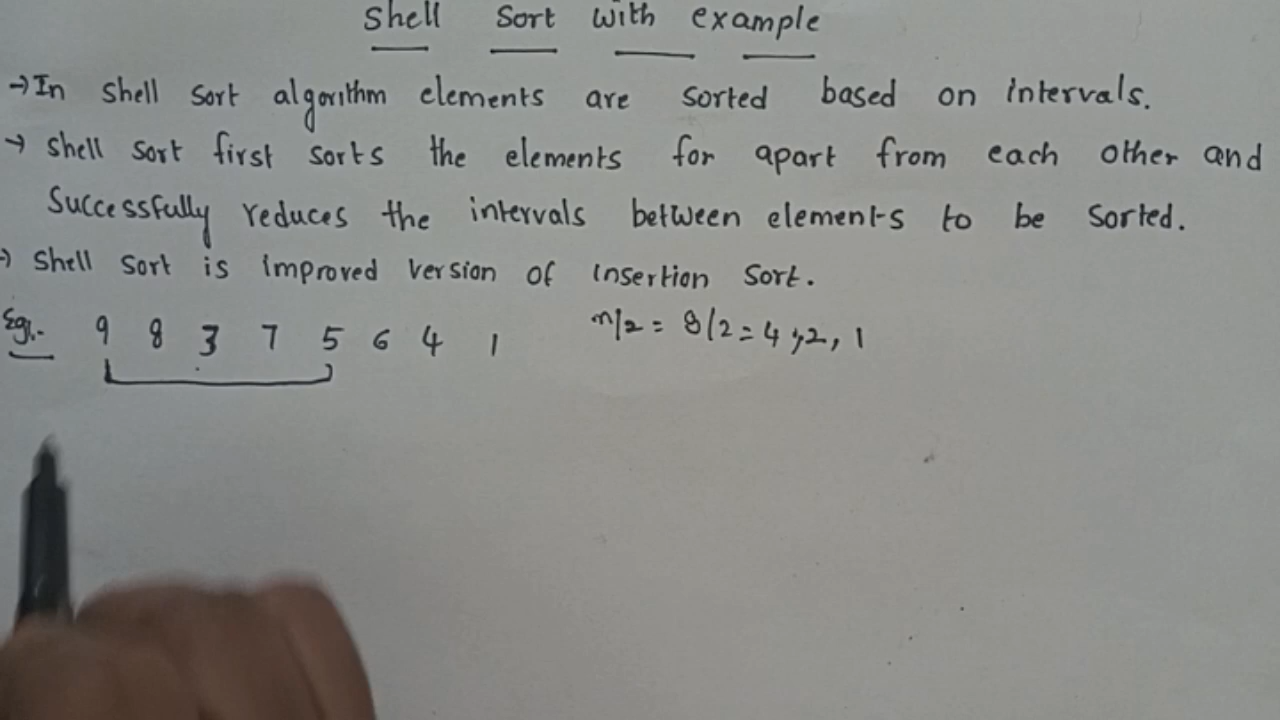 Shell Sort with example
→ In Shell Sort algorithm elements are sorted based on intervals.
→ Shell sort first sorts the elements for apart from each other and
Successfully reduces the intervals between elements to be sorted.
→ Shell sort is improved version of insertion sort.
Eg:- 9 8 3 7 5 6 4 1 n/2 = 8/2 = 4, 2, 1